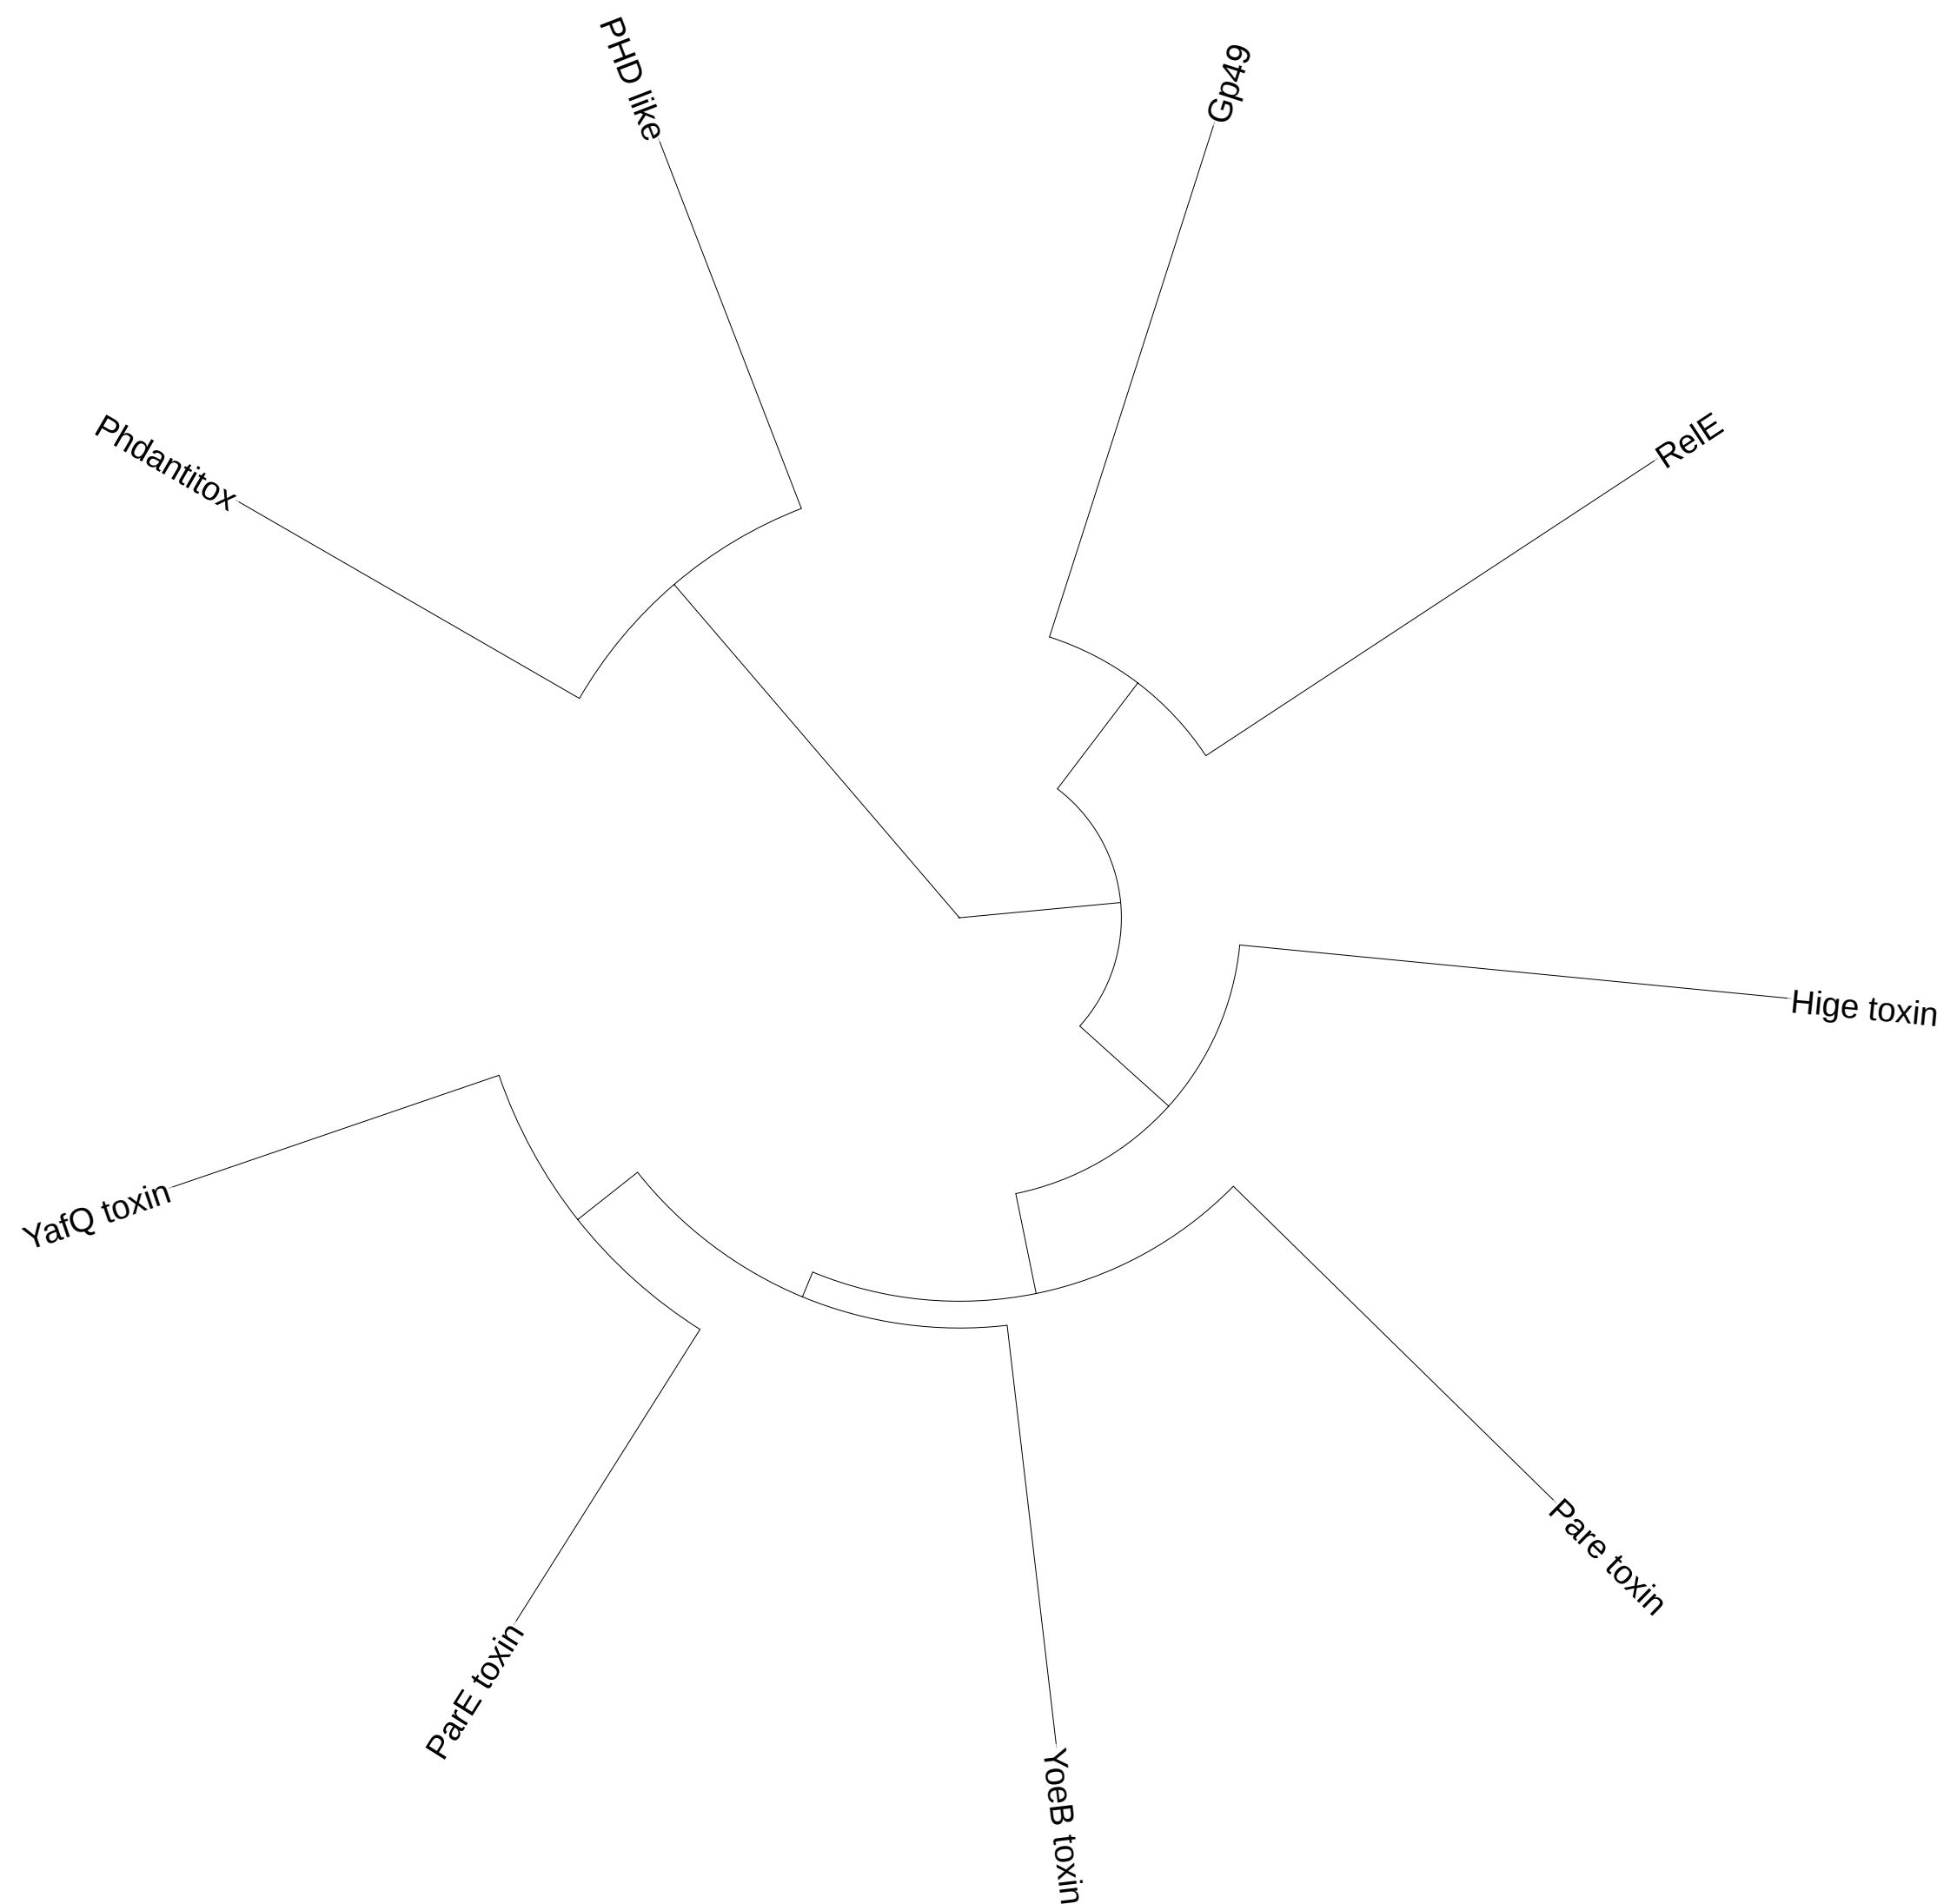 PHD like
Gp49
Phdantitox
RelE
Hige toxin
YafQ toxin
Pare toxin
ParE toxin
YoeB toxin